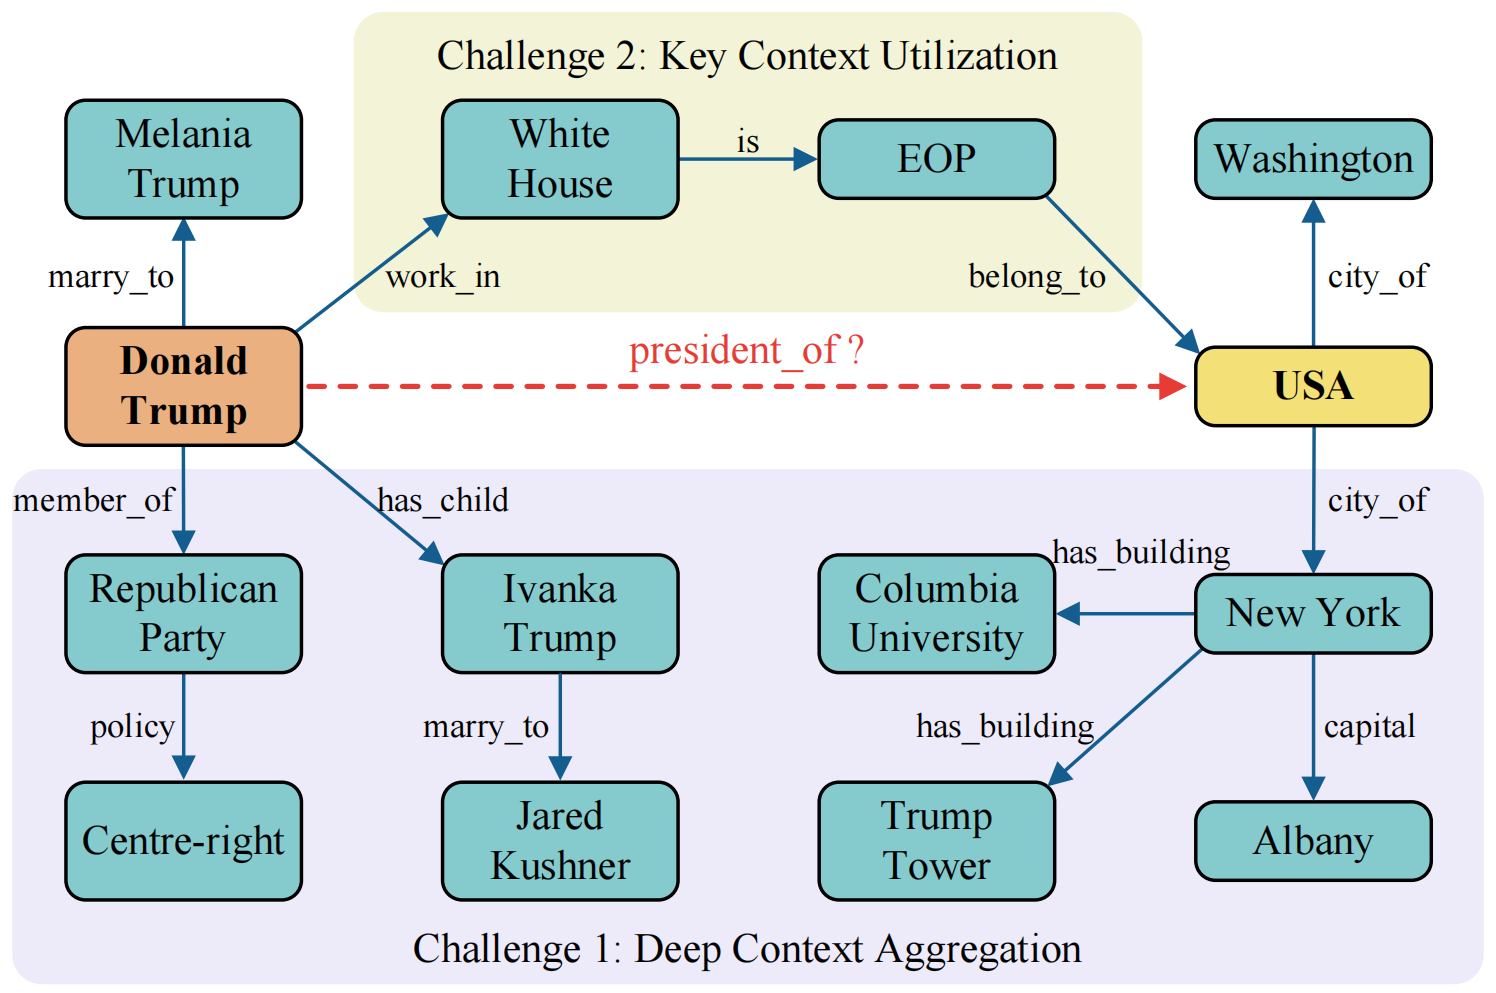 Challenge 2: Key Context Utilization
Melania
Trump
White
House
is
EOP
Washington
marry_to
work_in
belong_to
city_of
Donald
Trump
president_of ?
USA
member_of
has_child
city_of
has_building
Republican
Party
Ivanka
Trump
Columbia
University
New York
policy
marry_to
has_building
capital
Centre-right
Jared
Kushner
Trump
Tower
Albany
Challenge 1: Deep Context Aggregation